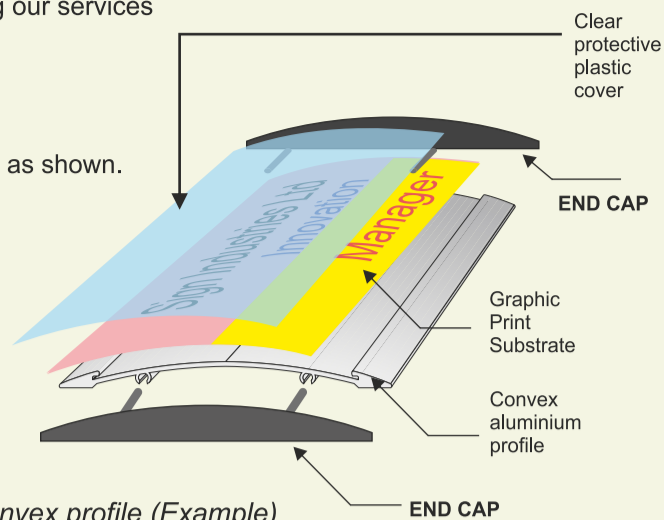 g our services
Clear
protective
plastic
cover
as shown.
END CAP
Sign Industries Ltd
Innovation
Manager
Graphic
Print
Substrate
Convex
aluminium
profile
nvex profile (Example)
END CAP